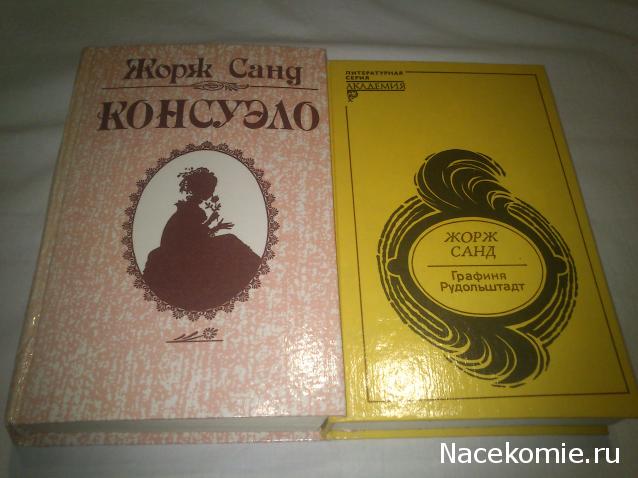 Жорж Санд
КОНСУЭЛО
ЛИТЕРАТУРНАЯ
СЕРИЯ
АКАДЕМИЯ
ЖОРЖ
САНД
Графиня
Рудольштадт
Nacekomie.ru